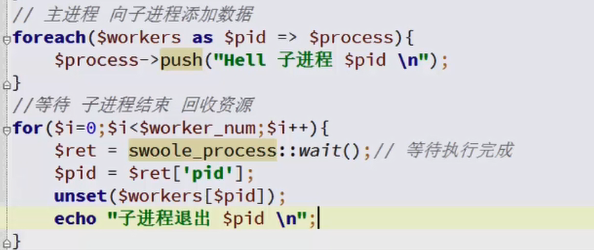 // 主进程 向子进程添加数据
foreach($workers as $pid => $process){
$process->push("Hell 子进程 $pid \n");
}
//等待 子进程结束 回收资源
for($i=0;$i<$worker_num;$i++){
$ret = swoole_process::wait();// 等待执行完成
$pid = $ret['pid'];
unset($workers[$pid]);
echo "子进程退出 $pid \n";
}